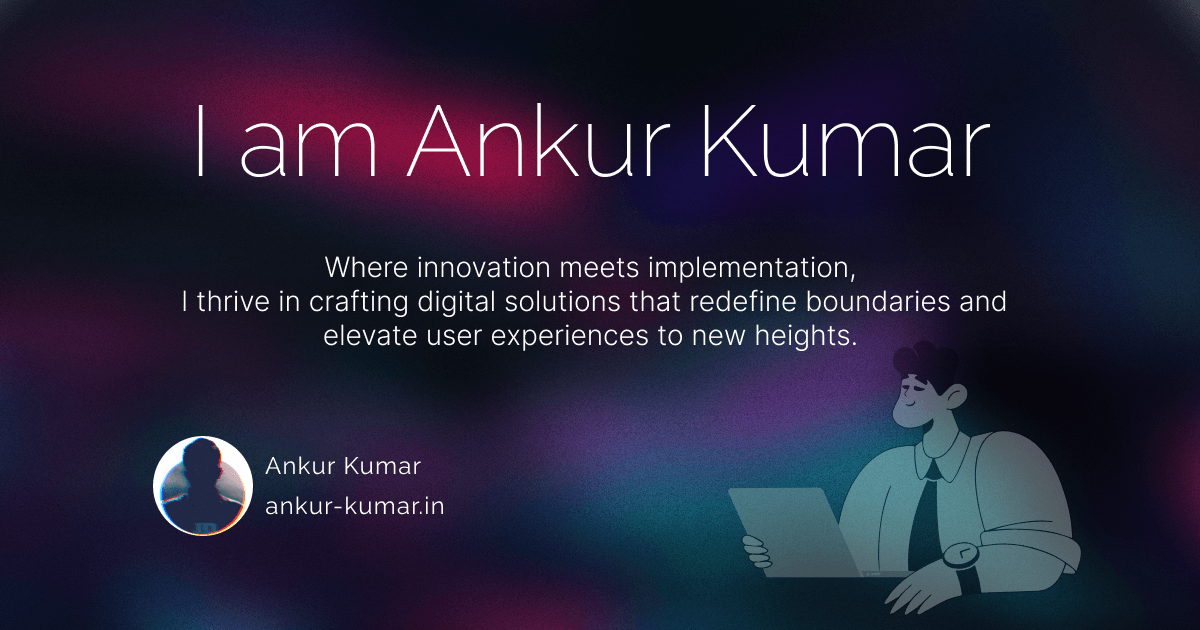 I am Ankur Kumar
Where innovation meets implementation,
I thrive in crafting digital solutions that redefine boundaries and
elevate user experiences to new heights.
Ankur Kumar
ankur-kumar.in